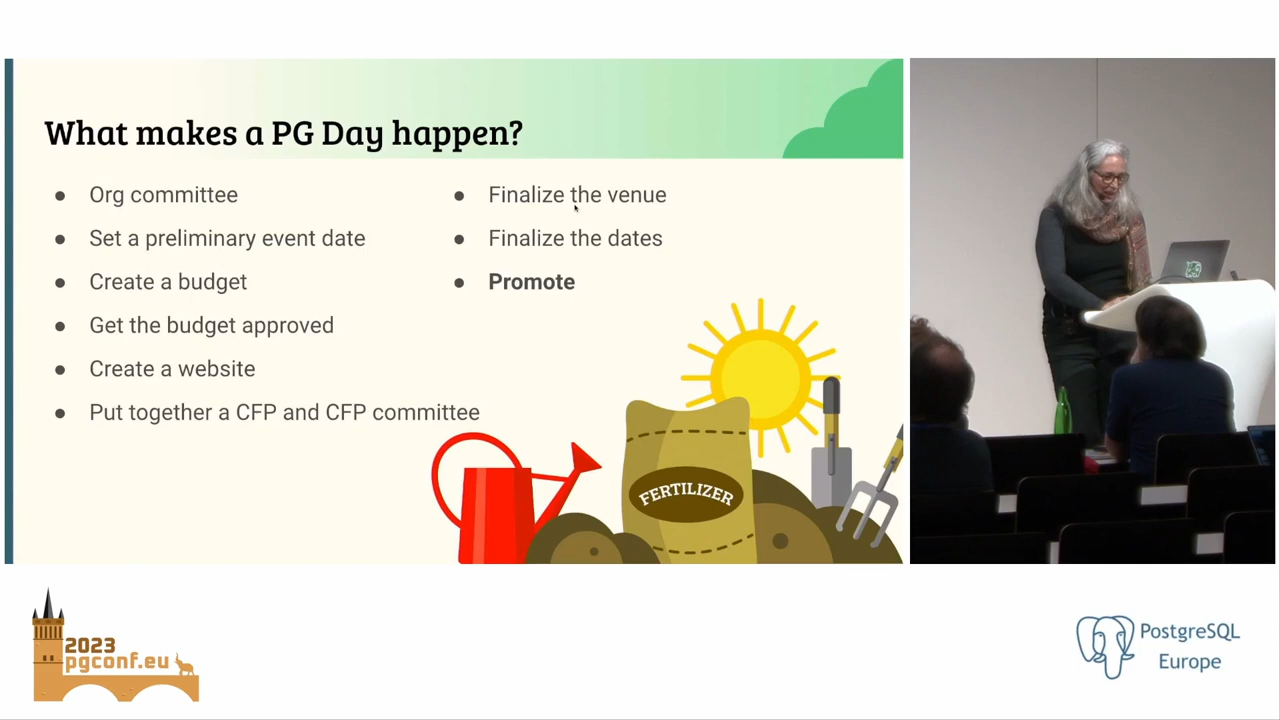 What makes a PG Day happen?
● Org committee
● Set a preliminary event date
● Create a budget
● Get the budget approved
● Create a website
● Put together a CFP and CFP committee
● Finalize the venue
● Finalize the dates
● Promote
FERTILIZER
2023
pgconf.eu
PostgreSQL
Europe